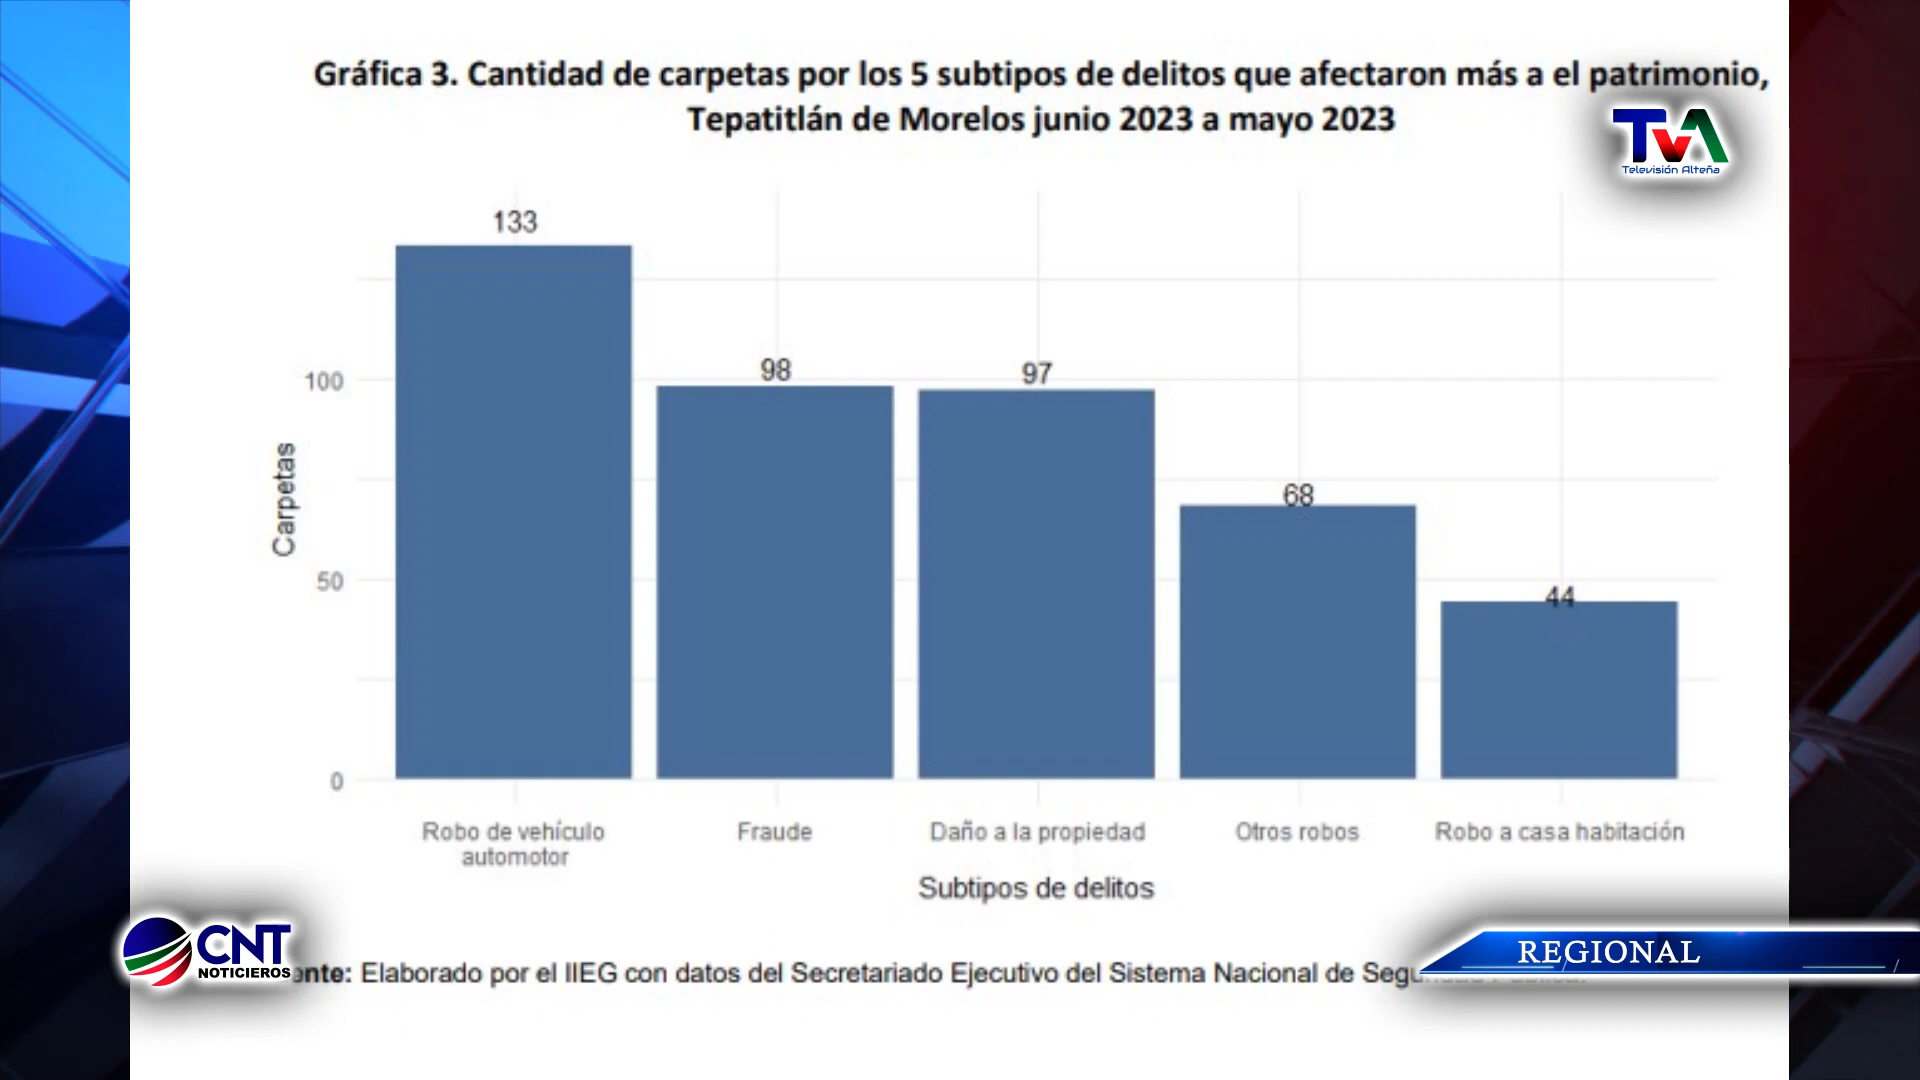 Gráfica 3. Cantidad de carpetas por los 5 subtipos de delitos que afectaron más a el patrimonio,
Tepatitlán de Morelos junio 2023 a mayo 2023
TvA
Televisión Alteña
133
98
97
68
44
100
50
0
Carpetas
Robo de vehículo
automotor
Fraude
Daño a la propiedad
Otros robos
Robo a casa habitación
Subtipos de delitos
CNT
NOTICIEROS
REGIONAL
Elaborado por el IIEG con datos del Secretariado Ejecutivo del Sistema Nacional de